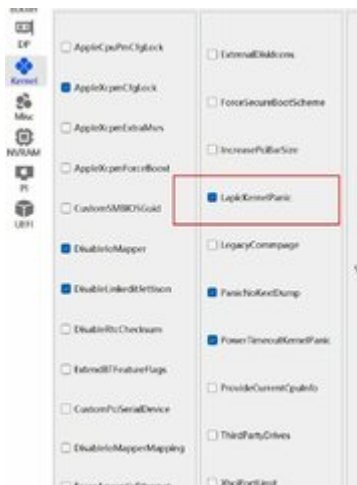 DP
Kernel
Misc
NVRAM
PI
UEFI
AppleCpuPmCfgLock
AppleXcpmCfgLock
AppleXcpmExtraMsrs
AppleXcpmForceBoost
CustomSMBIOSGuid
DisableIoMapper
DisableLinkeditJettison
DisableRtcChecksum
ExtendBTFeatureFlags
CustomPciSerialDevice
DisableIoMapperMapping
ExternalDiskIcons
ForceSecureBootScheme
IncreasePciBarSize
LapicKernelPanic
LegacyCommpage
PanicNoKextDump
PowerTimeoutKernelPanic
ProvideCurrentCpuInfo
ThirdPartyDrives
XhciPortLimit